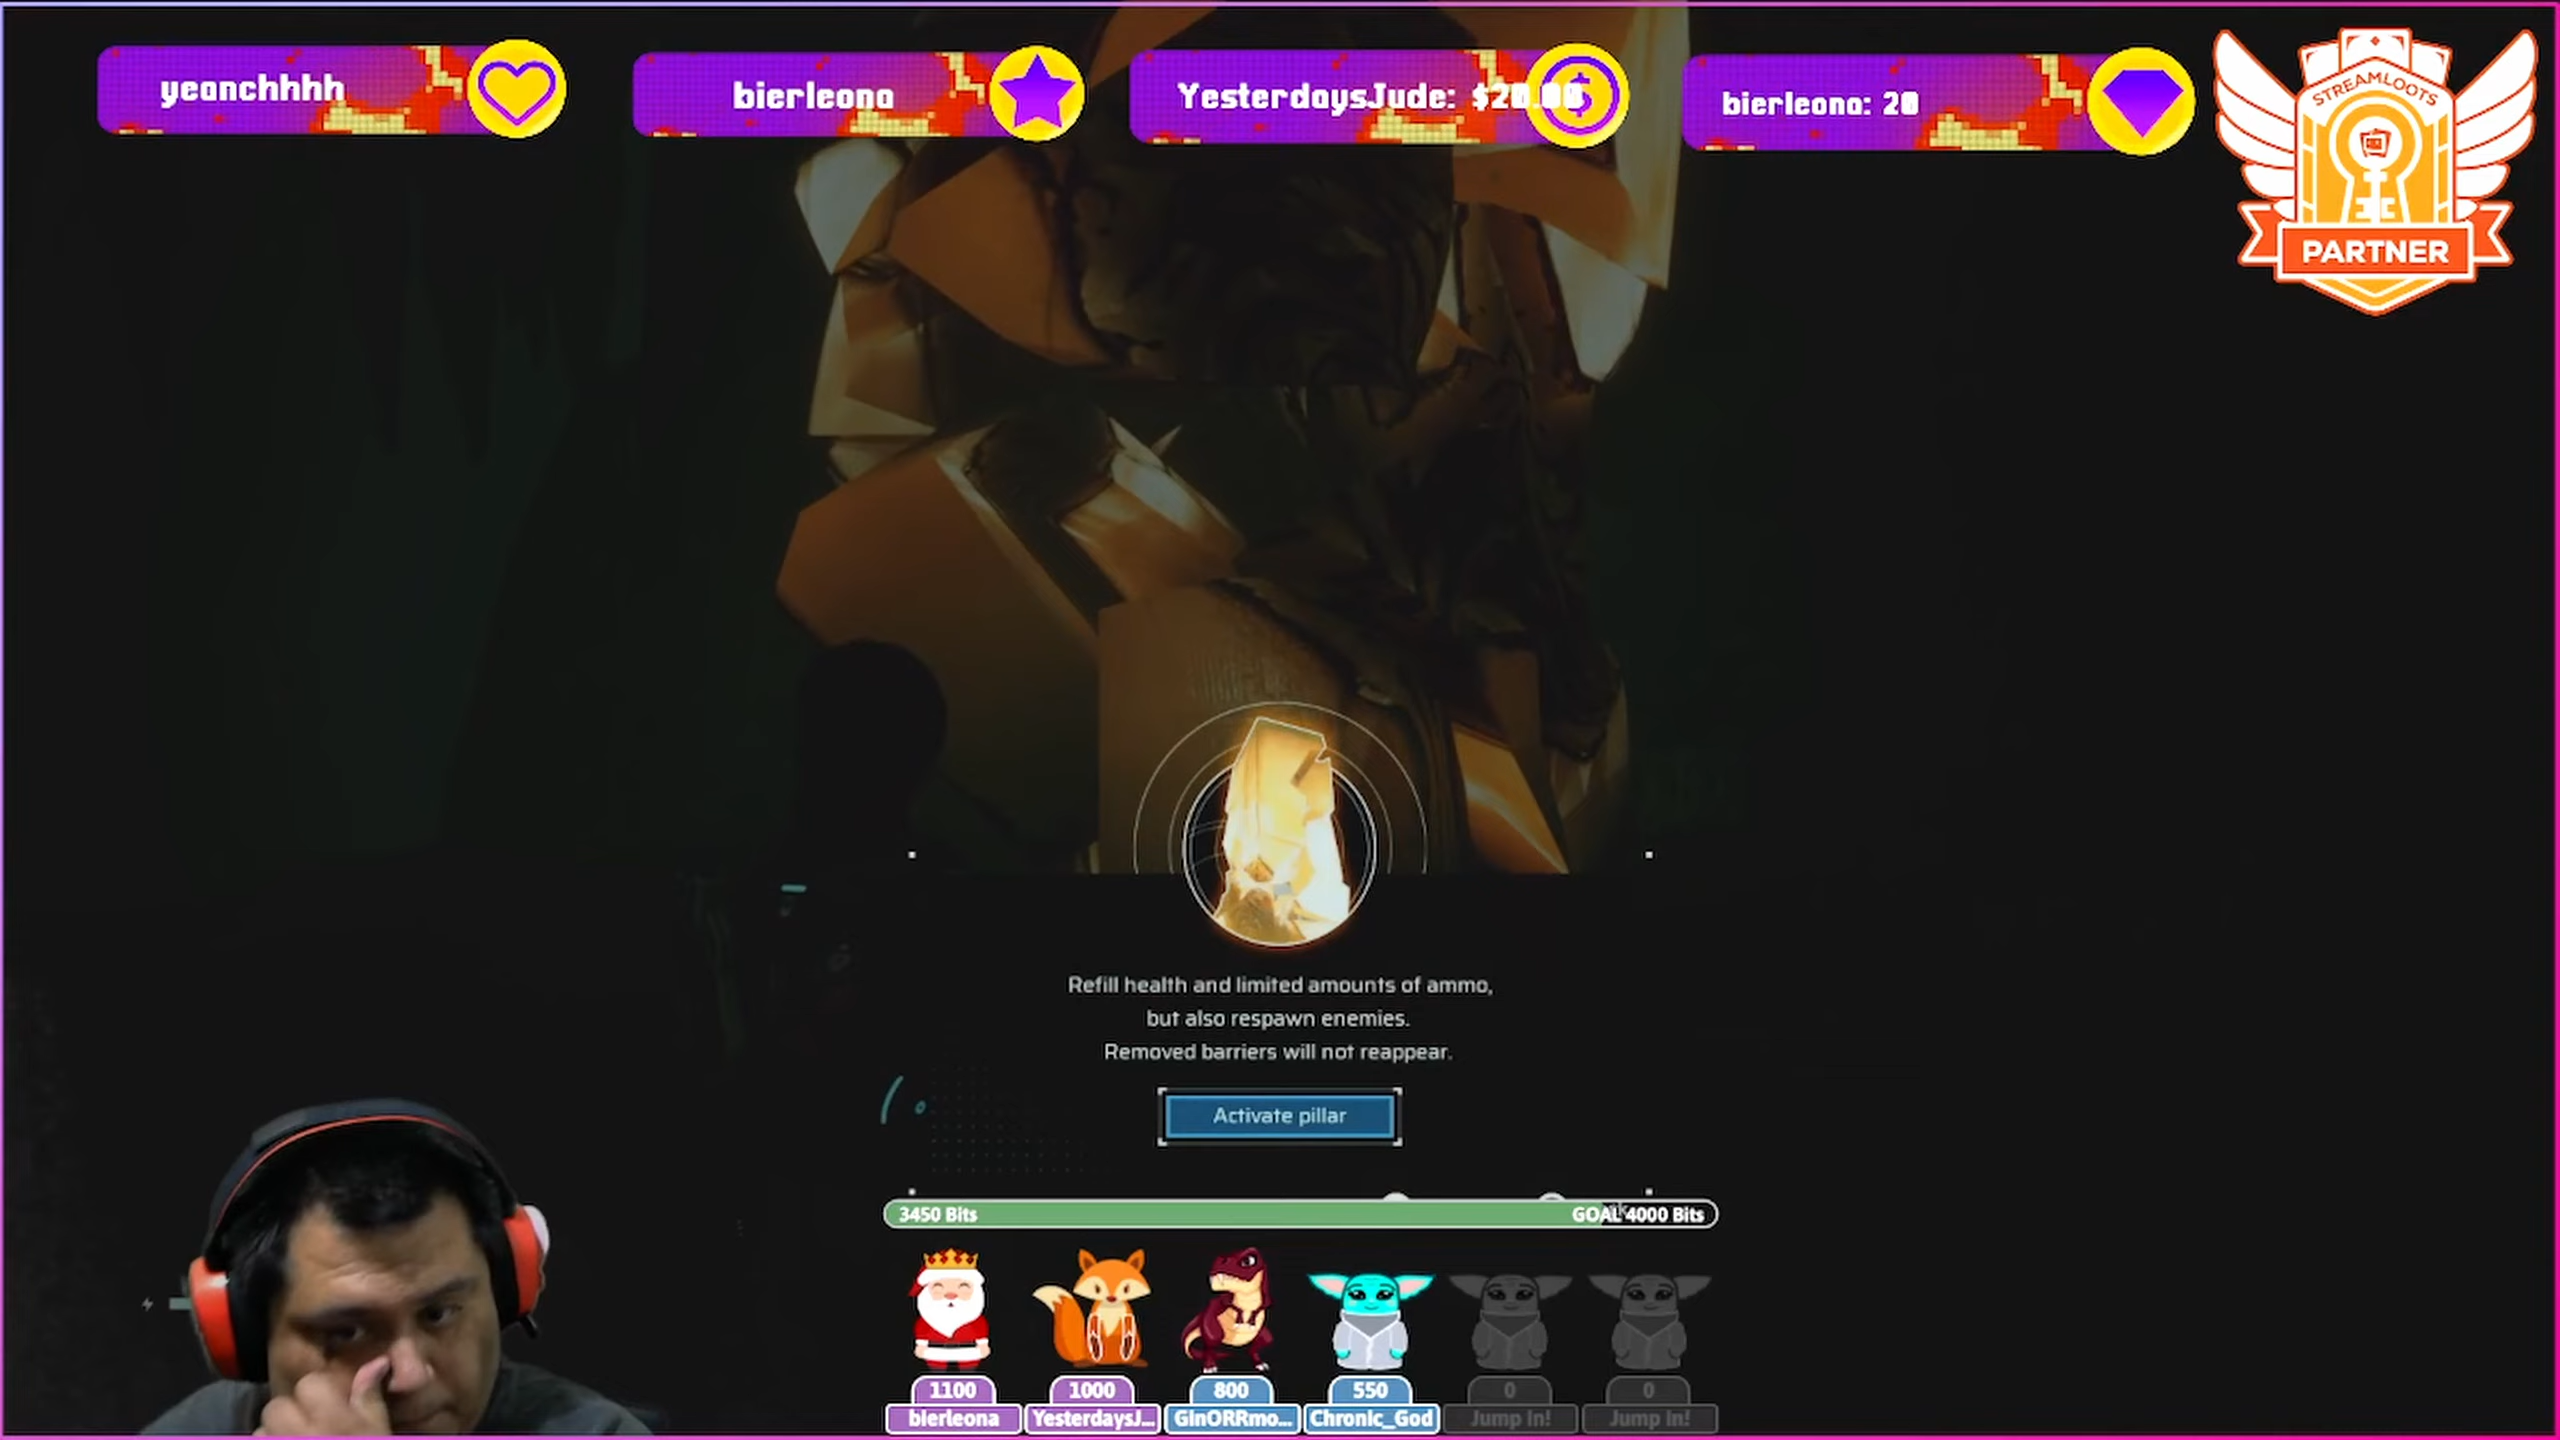 yeanchhhh
bierleona
YesterdaysJude: $20.00
bierleona: 20
STREAMLOOTS
PARTNER
Refill health and limited amounts of ammo,
but also respawn enemies.
Removed barriers will not reappear.
Activate pillar
3450 Bits
GOAL 4000 Bits
1100
1000
800
550
0
0
bierleona
YesterdaysJ...
GinORRmo...
Chronic_God
Jump In!
Jump In!